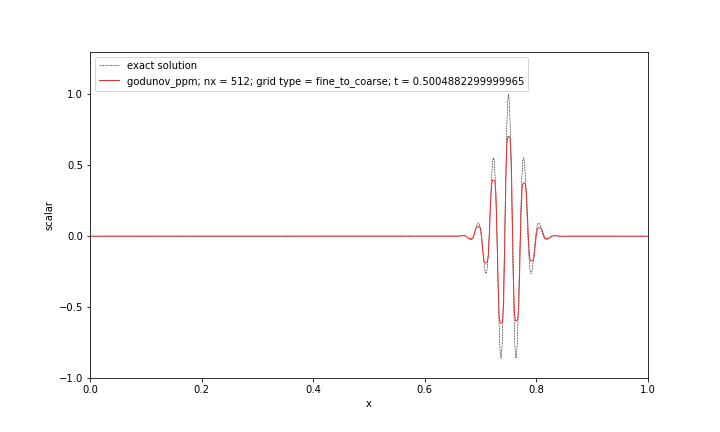 exact solution
godunov_ppm; nx = 512; grid type = fine_to_coarse; t = 0.5004882299999965
1.0
0.5
0.0
−0.5
−1.0
scalar
0.0 0.2 0.4 0.6 0.8 1.0
x